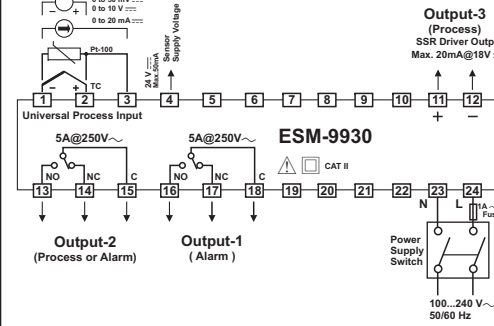 0 to 10 V
0 to 20 mA
Pt-100
TC
24 V
Max.50mA
Sensor
Supply Voltage
Output-3
(Process)
SSR Driver Outp
Max. 20mA@18V
1 2 3 4 5 6 7 8 9 10 11 12
Universal Process Input
+ −
5A@250V~
5A@250V~
ESM-9930
CAT II
NO NC C
NO NC C
13 14 15 16 17 18 19 20 21 22 23 24
N L
1A ~
Fus
Output-2
(Process or Alarm)
Output-1
( Alarm )
Power
Supply
Switch
100...240 V~
50/60 Hz